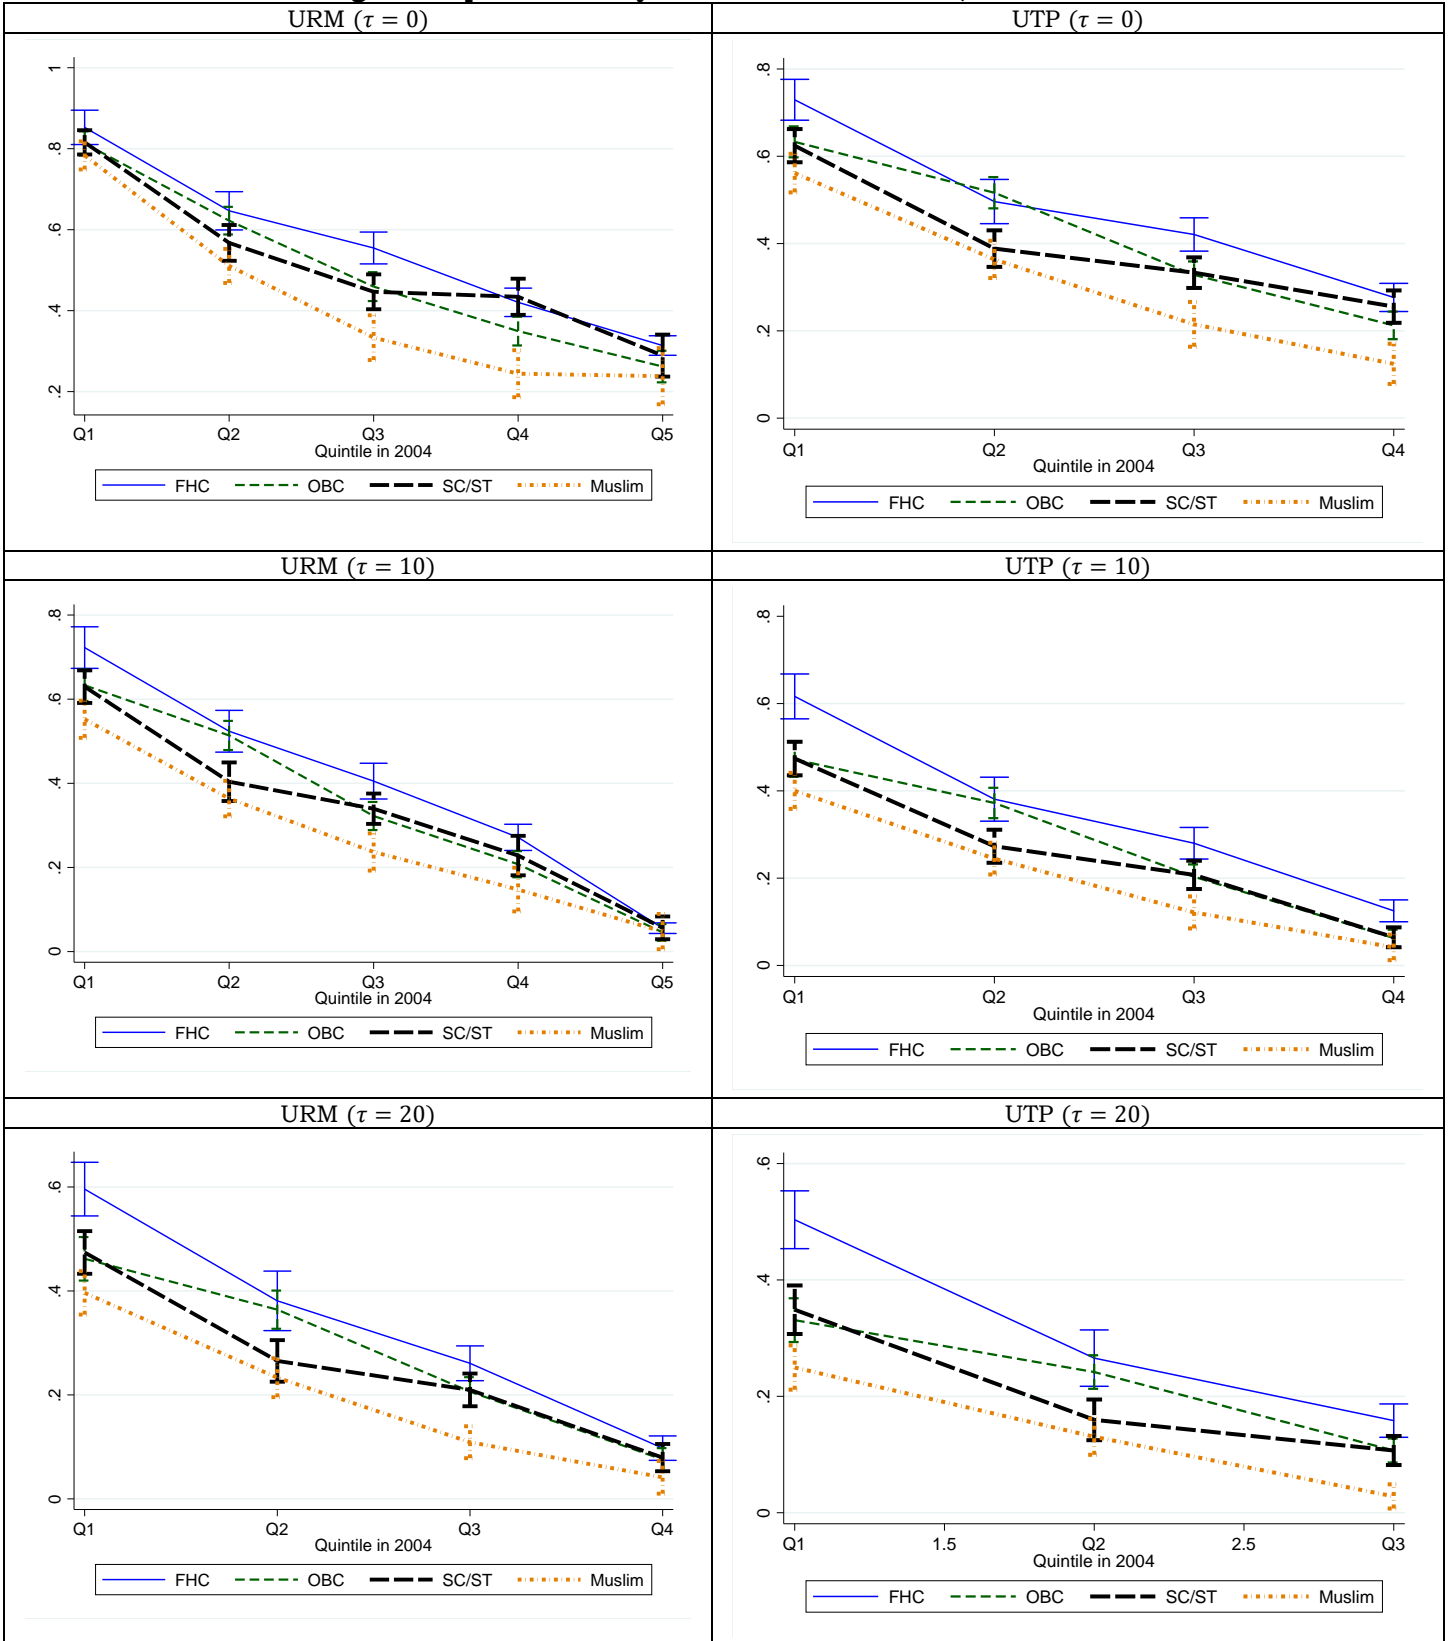 URM (τ = 0)
UTP (τ = 0)
1
.8
.6
.4
.2
Q1 Q2 Q3 Q4 Q5
Quintile in 2004
FHC OBC SC/ST Muslim
.8
.6
.4
.2
0
Q1 Q2 Q3 Q4
Quintile in 2004
FHC OBC SC/ST Muslim
URM (τ = 10)
UTP (τ = 10)
.8
.6
.4
.2
0
Q1 Q2 Q3 Q4 Q5
Quintile in 2004
FHC OBC SC/ST Muslim
.8
.6
.4
.2
0
Q1 Q2 Q3 Q4
Quintile in 2004
FHC OBC SC/ST Muslim
URM (τ = 20)
UTP (τ = 20)
.6
.4
.2
0
Q1 Q2 Q3 Q4
Quintile in 2004
FHC OBC SC/ST Muslim
.6
.4
.2
0
Q1 1.5 Q2 2.5 Q3
Quintile in 2004
FHC OBC SC/ST Muslim